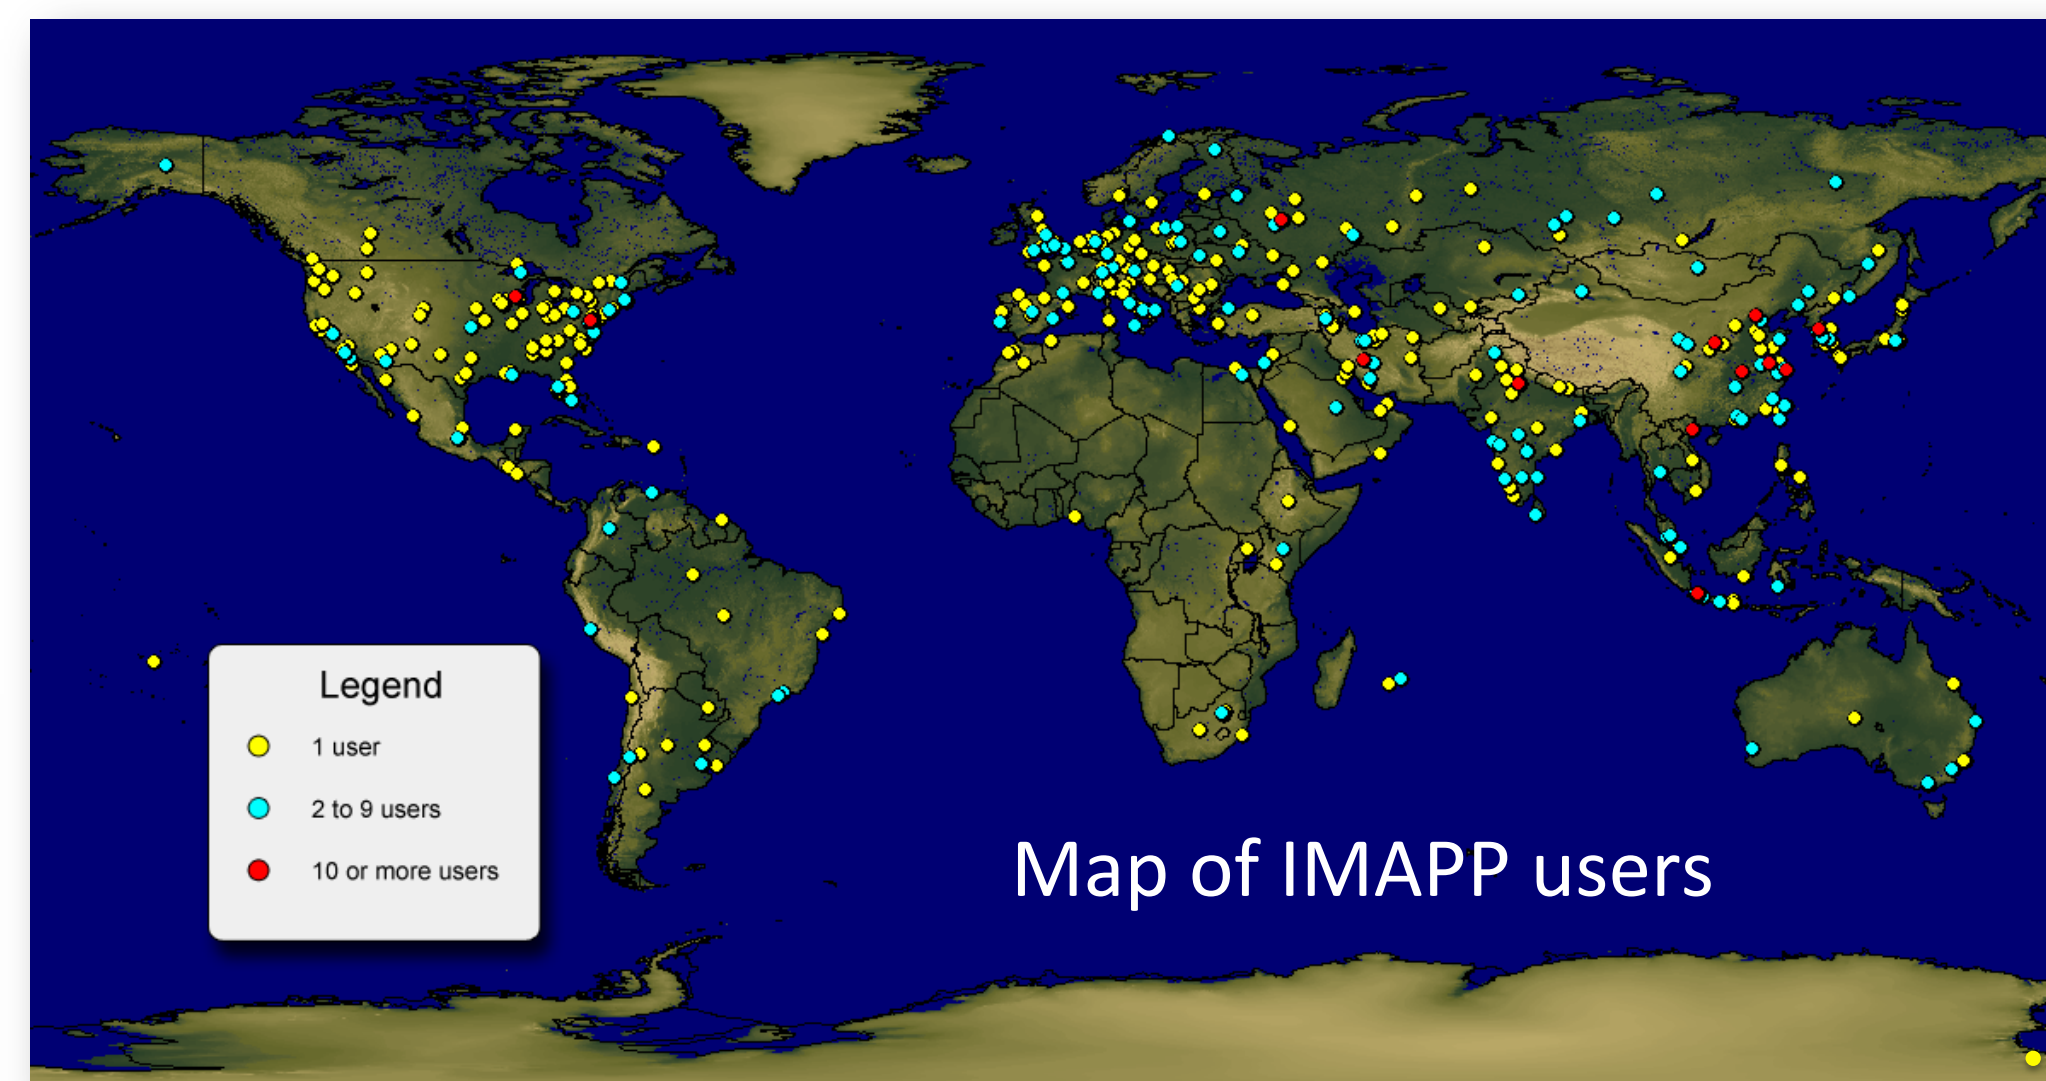 Legend
1 user
2 to 9 users
10 or more users
Map of IMAPP users